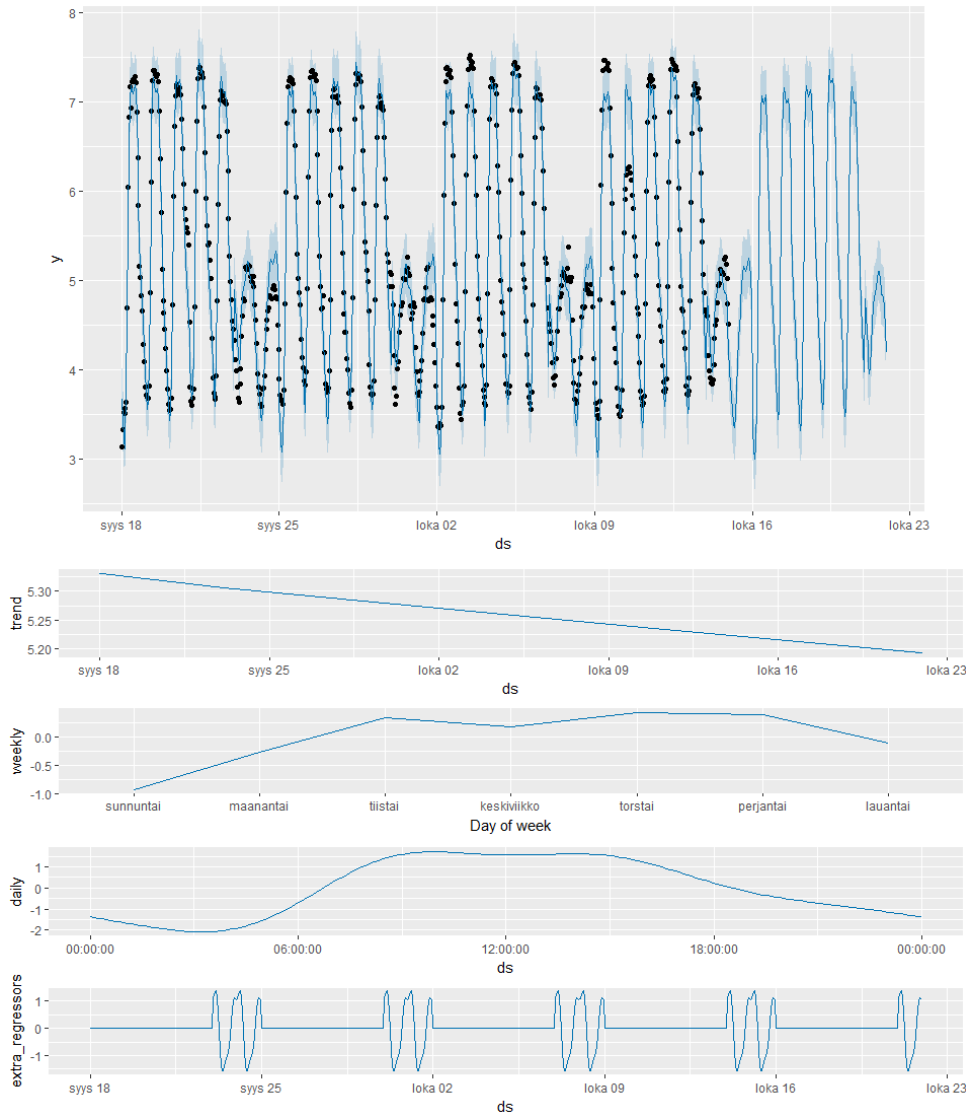 8
7
6
5
4
3
y
syys 18 syys 25 loka 02 loka 09 loka 16 loka 23
ds
5.30
5.25
5.20
trend
syys 18 syys 25 loka 02 loka 09 loka 16 loka 23
ds
0.0
-0.5
-1.0
weekly
sunnuntai maanantai tiistai keskiviikko torstai perjantai lauantai
Day of week
1
0
-1
-2
daily
00:00:00 06:00:00 12:00:00 18:00:00 00:00:00
ds
1
0
-1
extra_regressors
syys 18 syys 25 loka 02 loka 09 loka 16 loka 23
ds